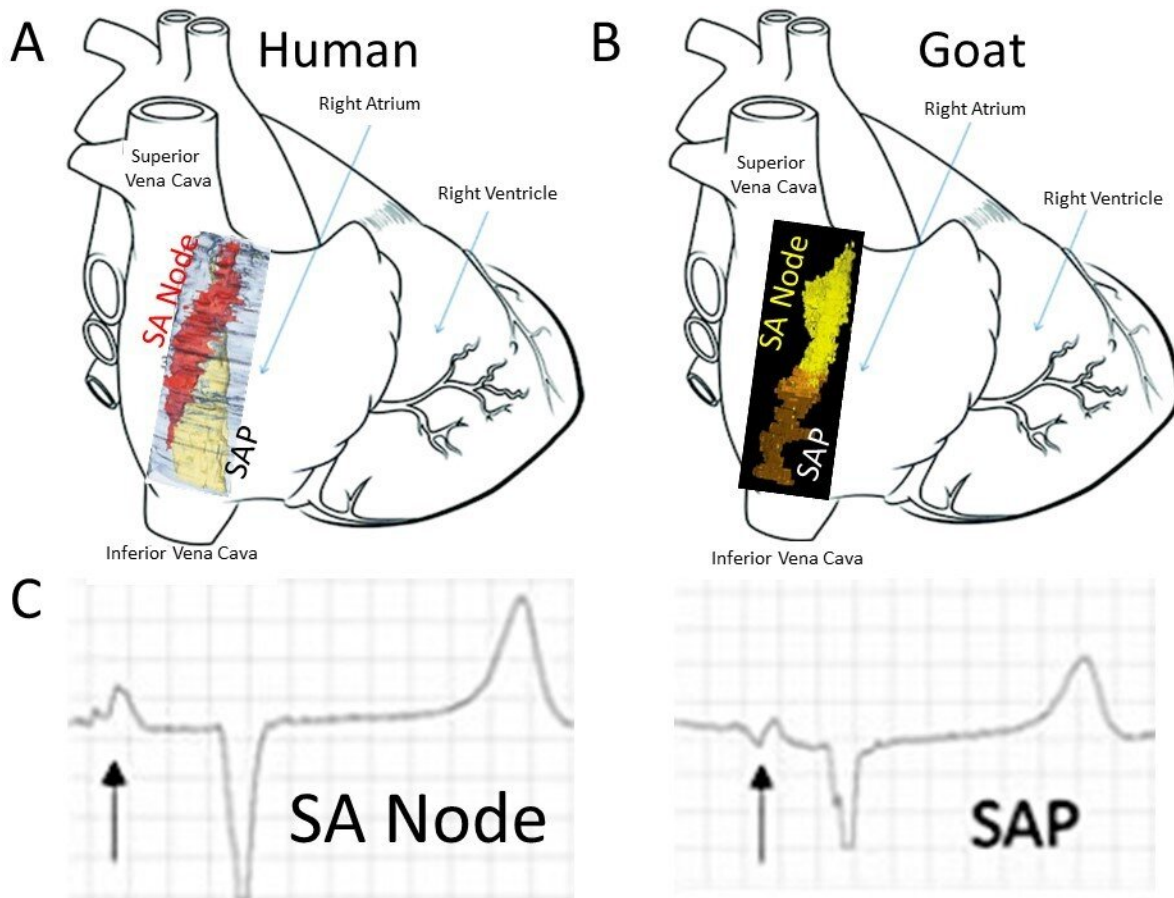 A
Human
Right Atrium
Superior
Vena Cava
Right Ventricle
SA Node
SAP
Inferior Vena Cava
B
Goat
Right Atrium
Superior
Vena Cava
Right Ventricle
SA Node
SAP
Inferior Vena Cava
C
SA Node
SAP